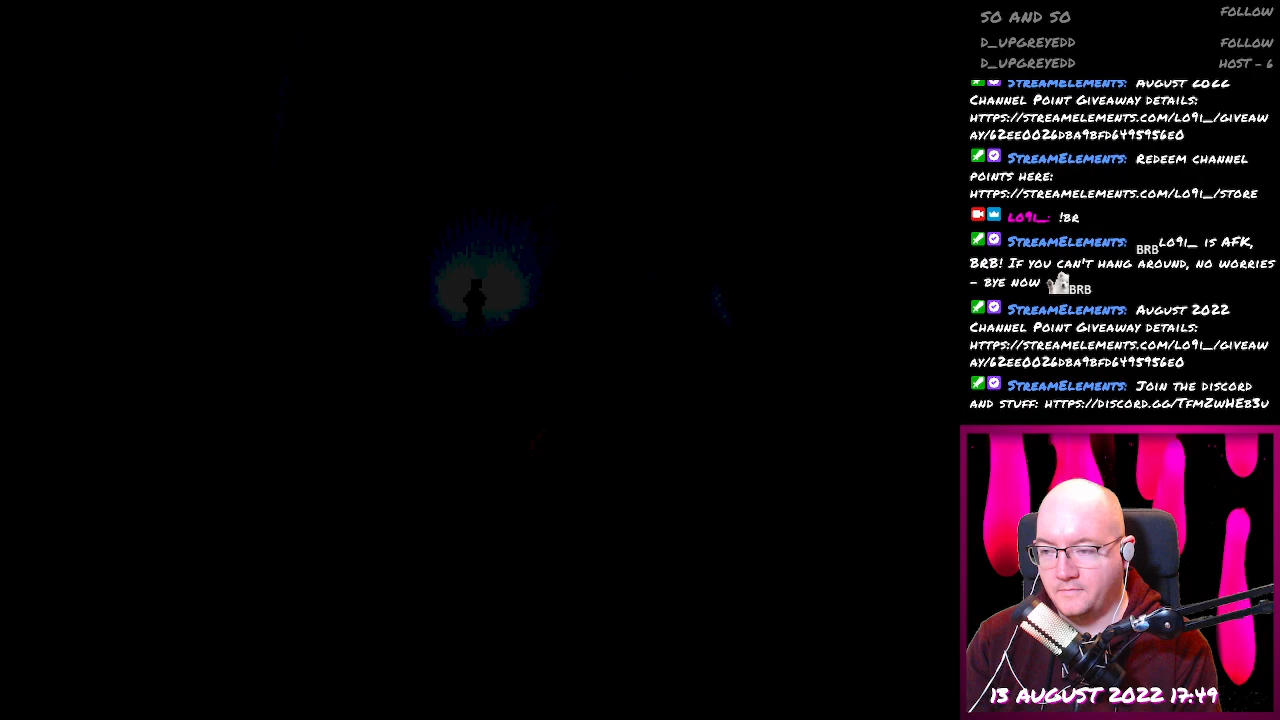 SO AND SO FOLLOW
D_UPGREYEDD FOLLOW
D_UPGREYEDD HOST - 6
StreamElements: August 2022
Channel Point Giveaway details:
https://streamelements.com/lo9i_/giveaw
ay/62ee0026dba9bfd6495956e0
StreamElements: Redeem channel
points here:
https://streamelements.com/lo9i_/store
lo9i_: !br
StreamElements: BRB lo9i_ is AFK,
BRB! If you can't hang around, no worries
- bye now BRB
StreamElements: August 2022
Channel Point Giveaway details:
https://streamelements.com/lo9i_/giveaw
ay/62ee0026dba9bfd6495956e0
StreamElements: Join the discord
and stuff: https://discord.gg/TfmZwHEb3u
13 AUGUST 2022 17:49